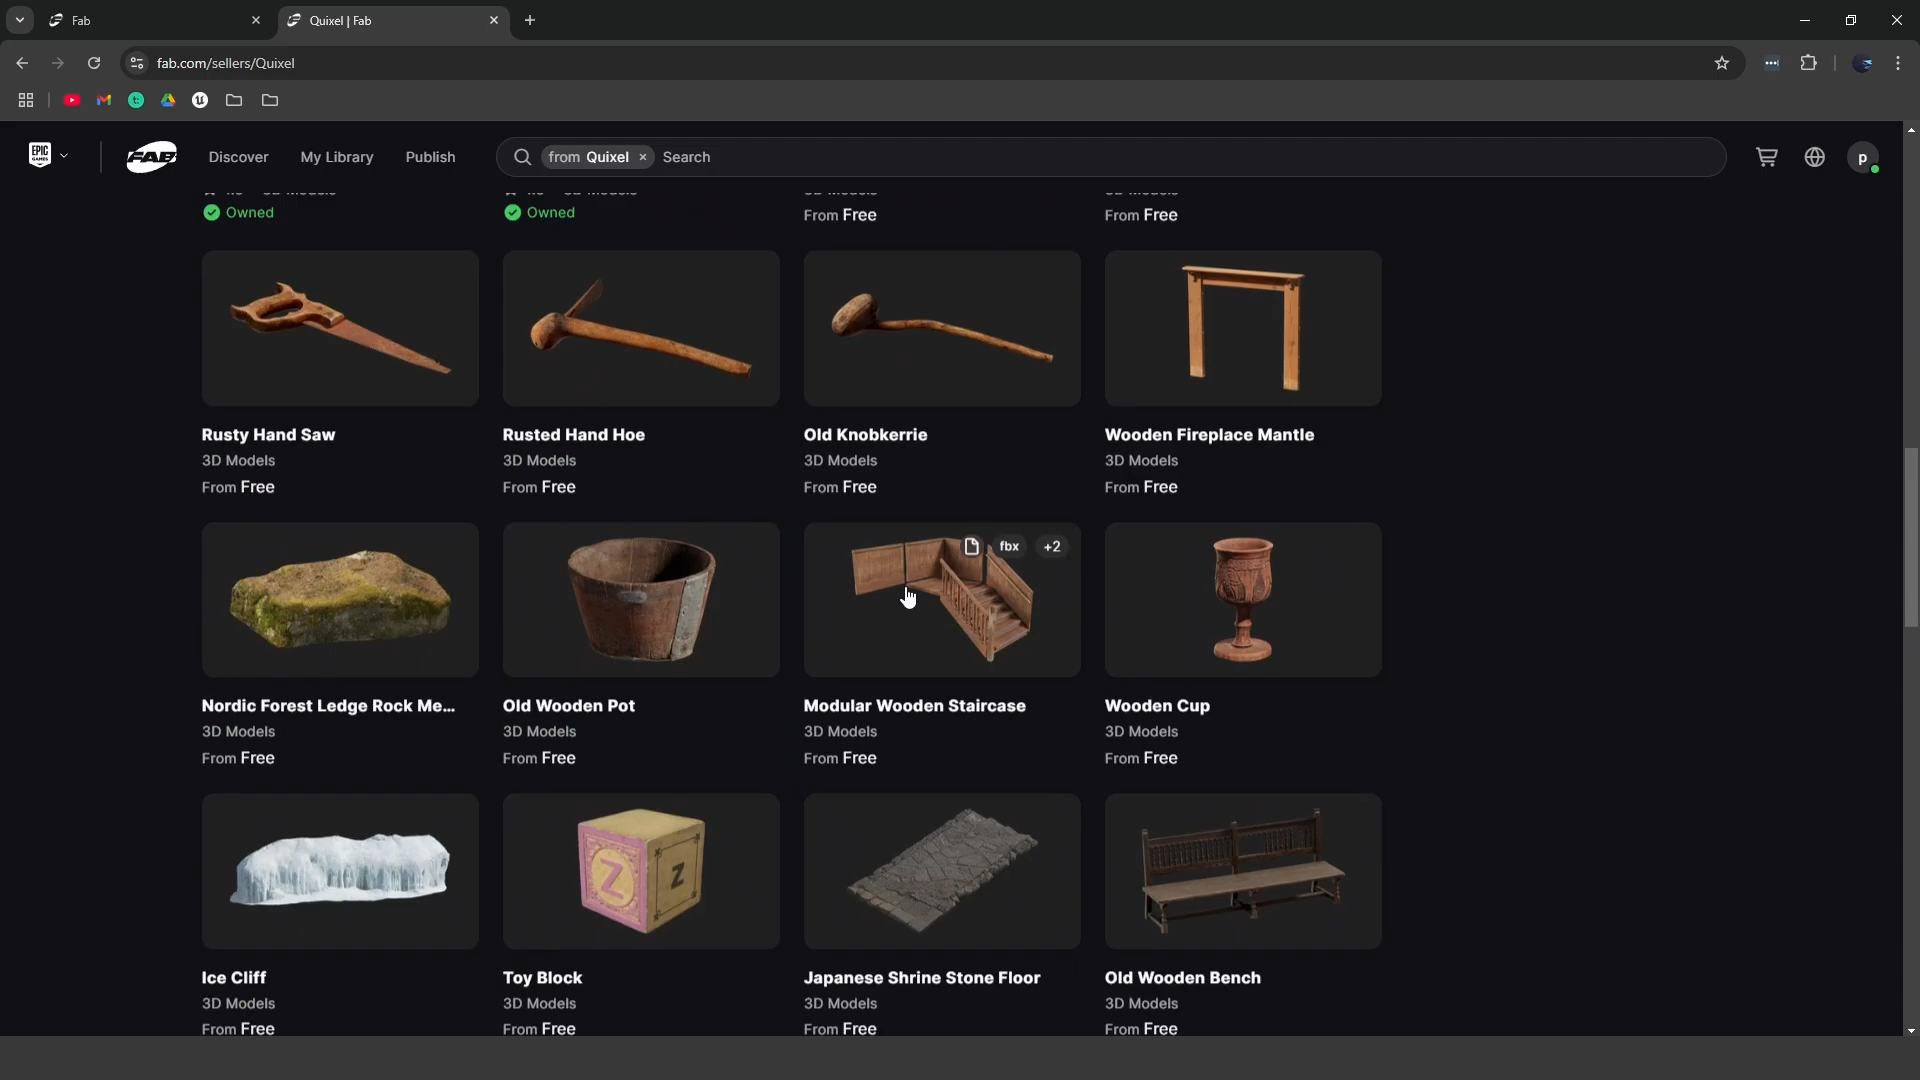 Fab
Quixel | Fab
fab.com/sellers/Quixel
EPIC GAMES
FAB
Discover
My Library
Publish
from Quixel × Search
p
Owned
Owned
From Free
From Free
Rusty Hand Saw
3D Models
From Free
Rusted Hand Hoe
3D Models
From Free
Old Knobkerrie
3D Models
From Free
Wooden Fireplace Mantle
3D Models
From Free
fbx
+2
Nordic Forest Ledge Rock Me...
3D Models
From Free
Old Wooden Pot
3D Models
From Free
Modular Wooden Staircase
3D Models
From Free
Wooden Cup
3D Models
From Free
Z
Z
Ice Cliff
3D Models
From Free
Toy Block
3D Models
From Free
Japanese Shrine Stone Floor
3D Models
From Free
Old Wooden Bench
3D Models
From Free